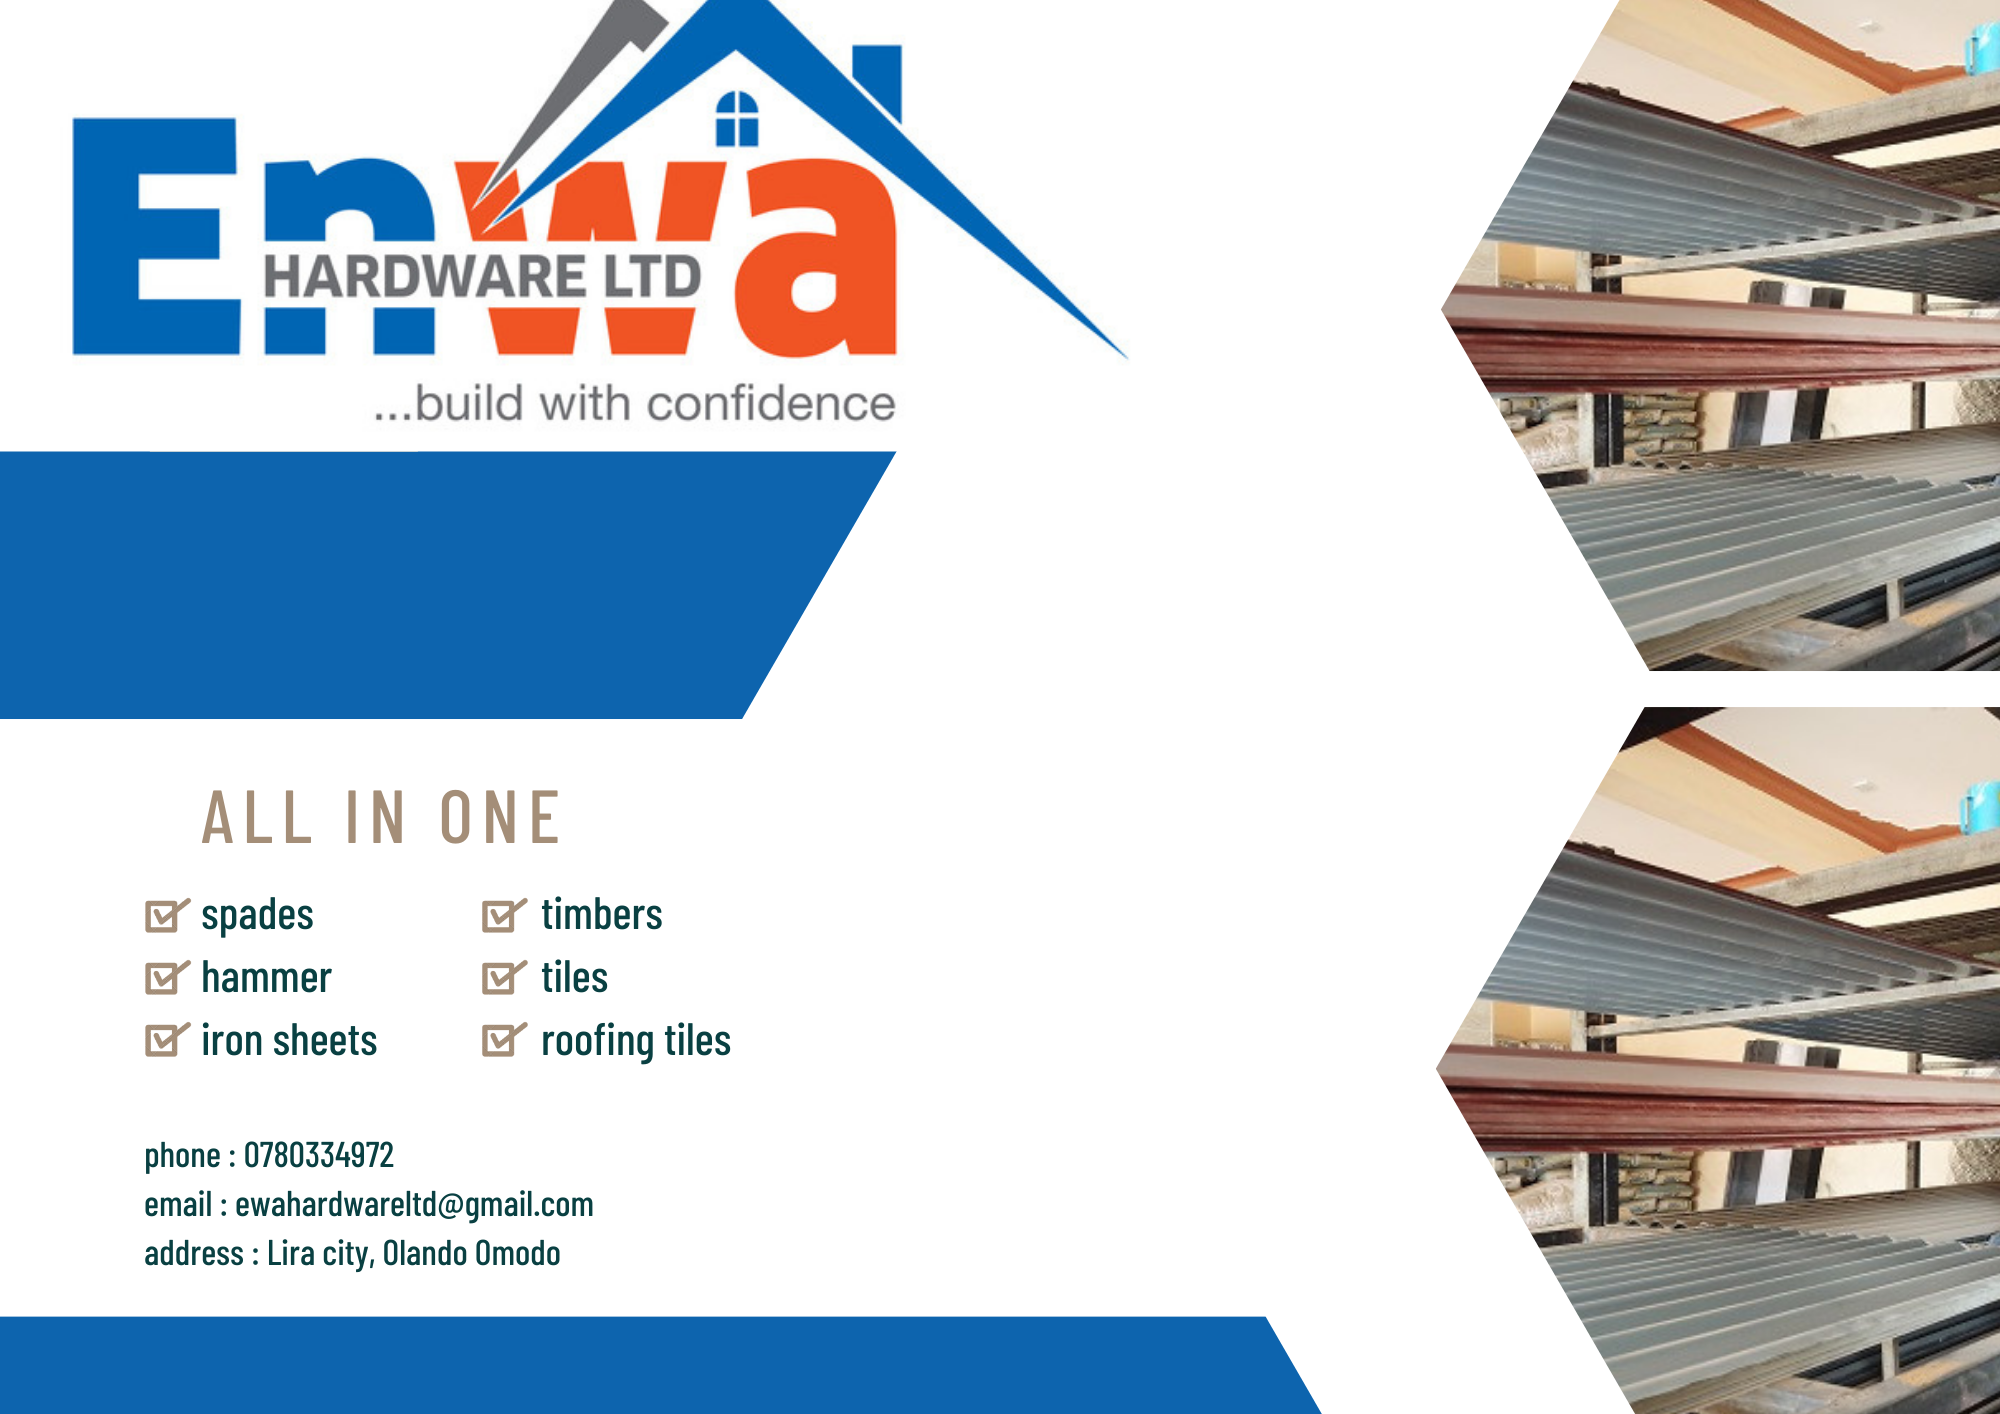 Enwa
HARDWARE LTD
...build with confidence
ALL IN ONE
spades
hammer
iron sheets
timbers
tiles
roofing tiles
phone : 0780334972
email : ewahardwareltd@gmail.com
address : Lira city, Olando Omodo